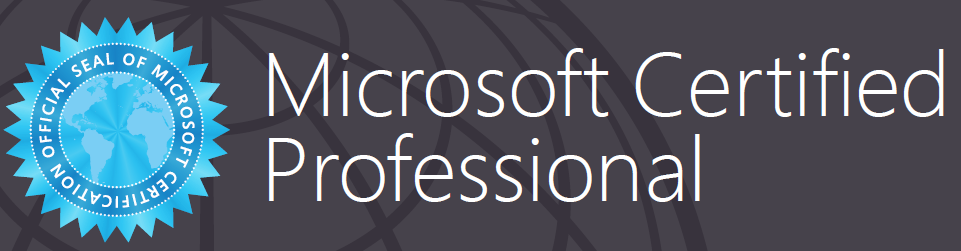 OFFICIAL SEAL OF MICROSOFT CERTIFICATION
Microsoft Certified
Professional